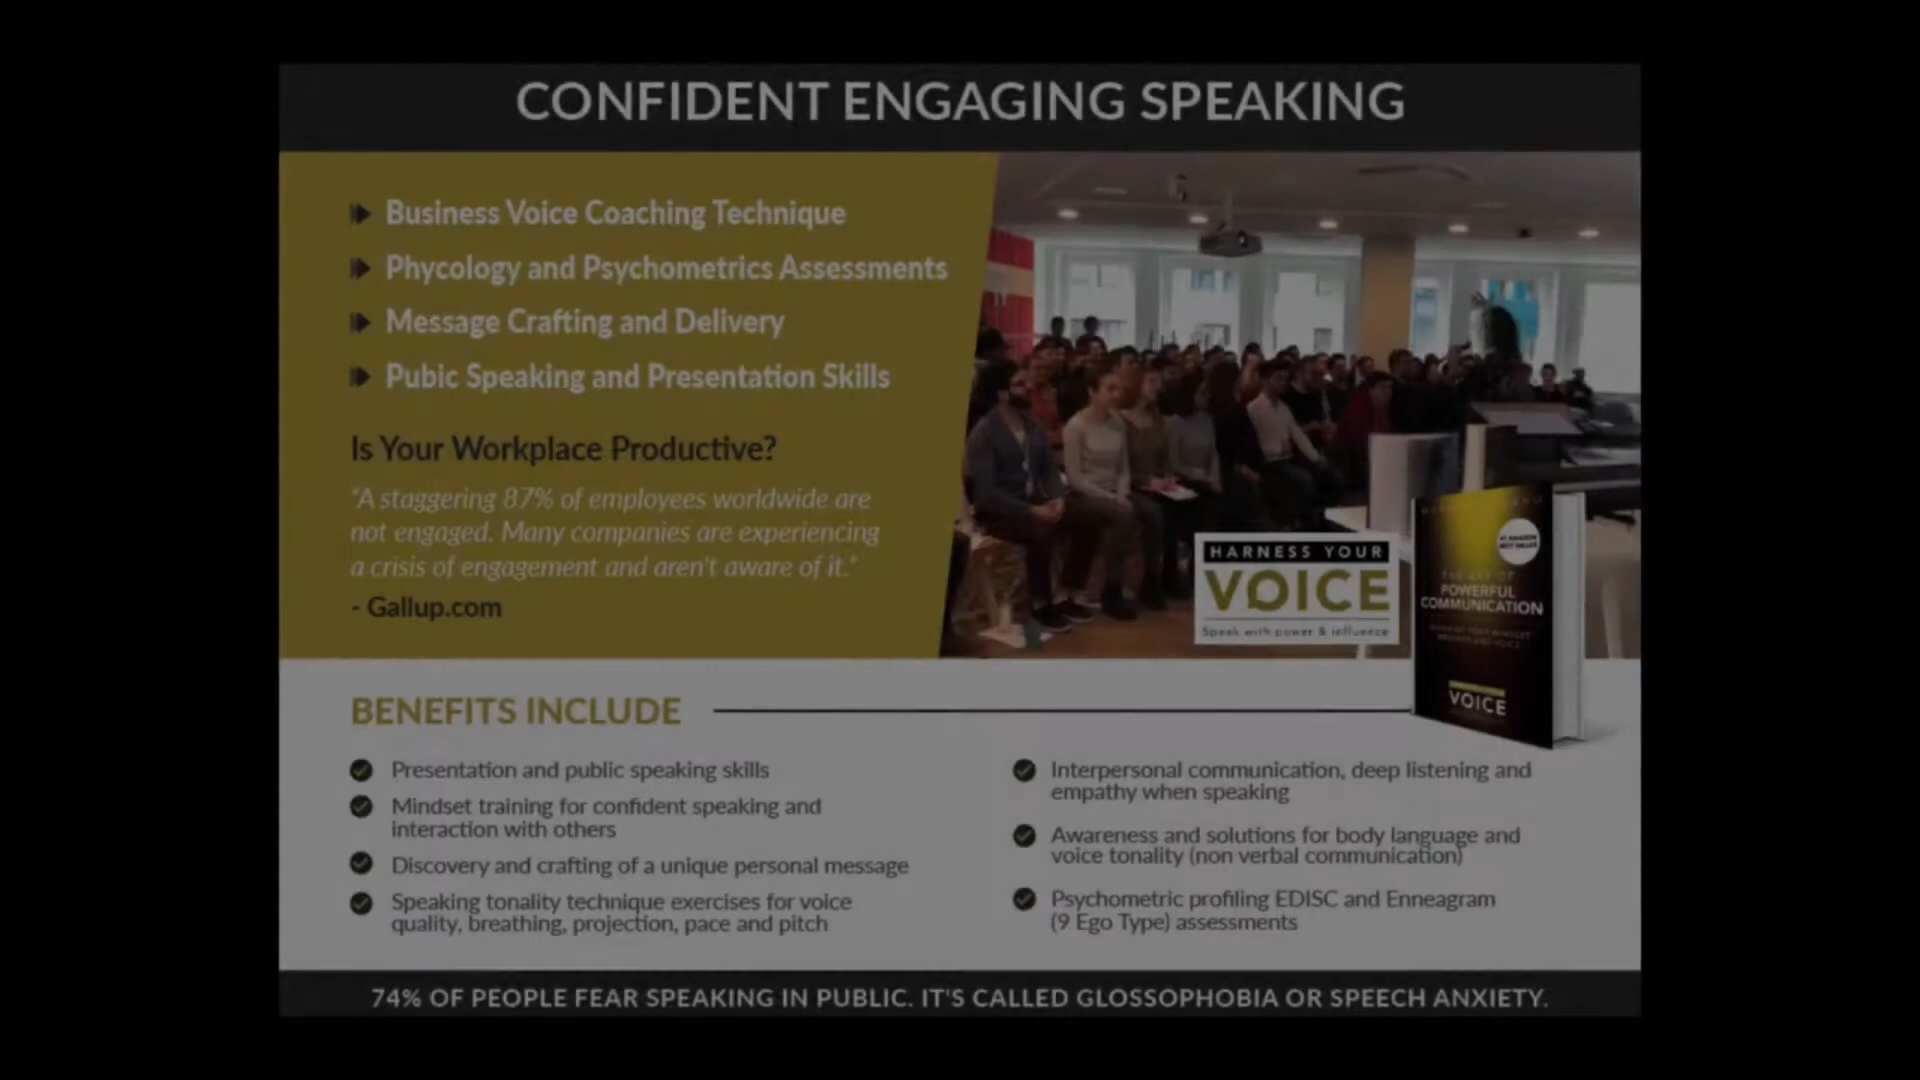 CONFIDENT ENGAGING SPEAKING
Business Voice Coaching Technique
Phycology and Psychometrics Assessments
Message Crafting and Delivery
Pubic Speaking and Presentation Skills
Is Your Workplace Productive?
"A staggering 87% of employees worldwide are
not engaged. Many companies are experiencing
a crisis of engagement and aren't aware of it."
- Gallup.com
HARNESS YOUR
VOICE
Speak with power & influence
POWERFUL
COMMUNICATION
VOICE
BENEFITS INCLUDE
Presentation and public speaking skills
Mindset training for confident speaking and
interaction with others
Discovery and crafting of a unique personal message
Speaking tonality technique exercises for voice
quality, breathing, projection, pace and pitch
Interpersonal communication, deep listening and
empathy when speaking
Awareness and solutions for body language and
voice tonality (non verbal communication)
Psychometric profiling EDISC and Enneagram
(9 Ego Type) assessments
74% OF PEOPLE FEAR SPEAKING IN PUBLIC. IT'S CALLED GLOSSOPHOBIA OR SPEECH ANXIETY.